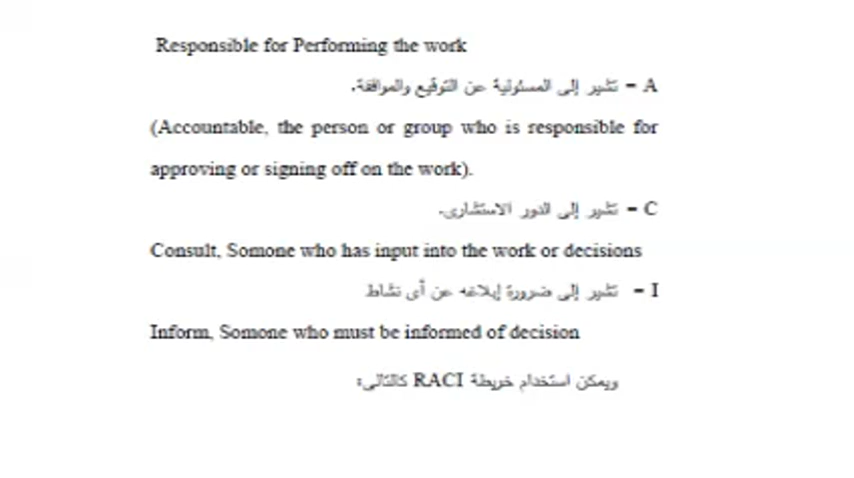 Responsible for Performing the work
A – تشير إلى المسئولية عن التوقيع والموافقة.
(Accountable, the person or group who is responsible for
approving or signing off on the work).
C – تشير إلى الدور الاستشارى.
Consult, Somone who has input into the work or decisions
I – تشير إلى ضرورة إبلاغه عن أى نشاط
Inform, Somone who must be informed of decision
ويمكن استخدام خريطة RACI كالتالى: